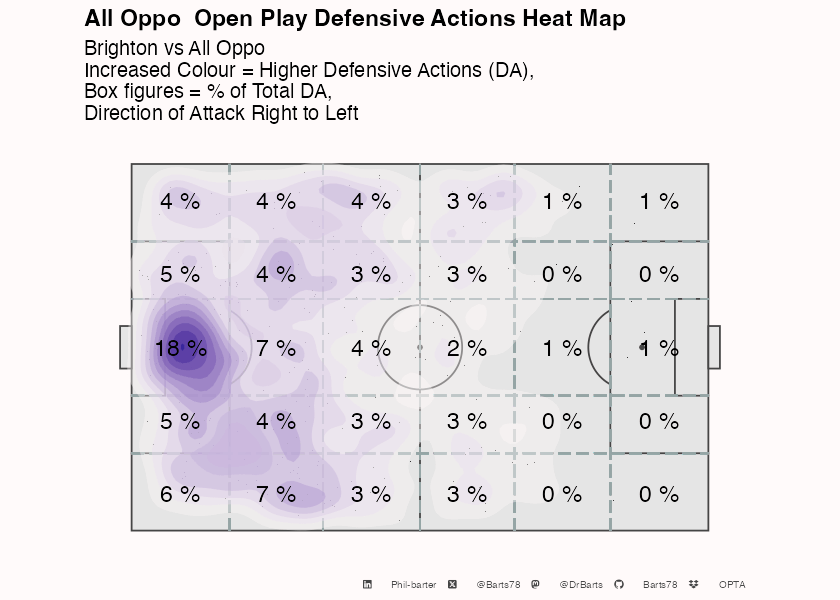 All Oppo  Open Play Defensive Actions Heat Map
Brighton vs All Oppo
Increased Colour = Higher Defensive Actions (DA),
Box figures = % of Total DA,
Direction of Attack Right to Left
4 % 4 % 4 % 3 % 1 % 1 %
5 % 4 % 3 % 3 % 0 % 0 %
18 % 7 % 4 % 2 % 1 % 1 %
5 % 4 % 3 % 3 % 0 % 0 %
6 % 7 % 3 % 3 % 0 % 0 %
Phil-barter @Barts78 @DrBarts Barts78 OPTA